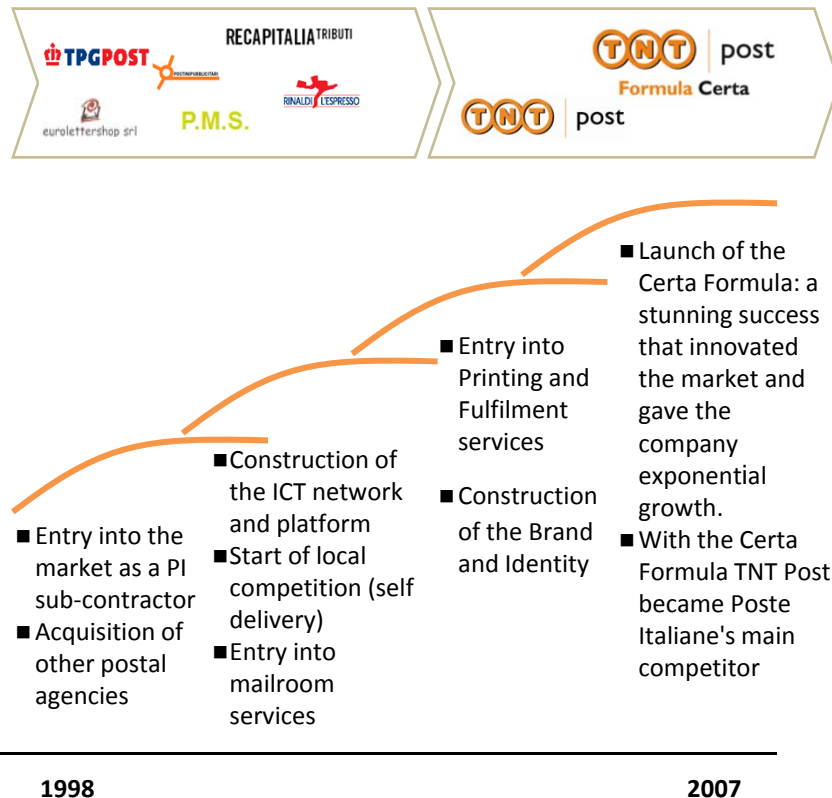 TPGPOST
POSTINIPUBBLICITARI
RECAPITALIA TRIBUTI
eurolettershop srl
P.M.S.
RINALDI L'ESPRESSO
TNT post
Formula Certa
TNT post
■ Entry into the
market as a PI
sub-contractor
■ Acquisition of
other postal
agencies
■Construction of
the ICT network
and platform
■Start of local
competition (self
delivery)
■Entry into
mailroom
services
■ Entry into
Printing and
Fulfilment
services
■ Construction
of the Brand
and Identity
■ Launch of the
Certa Formula: a
stunning success
that innovated
the market and
gave the
company
exponential
growth.
■ With the Certa
Formula TNT Post
became Poste
Italiane's main
competitor
1998
2007